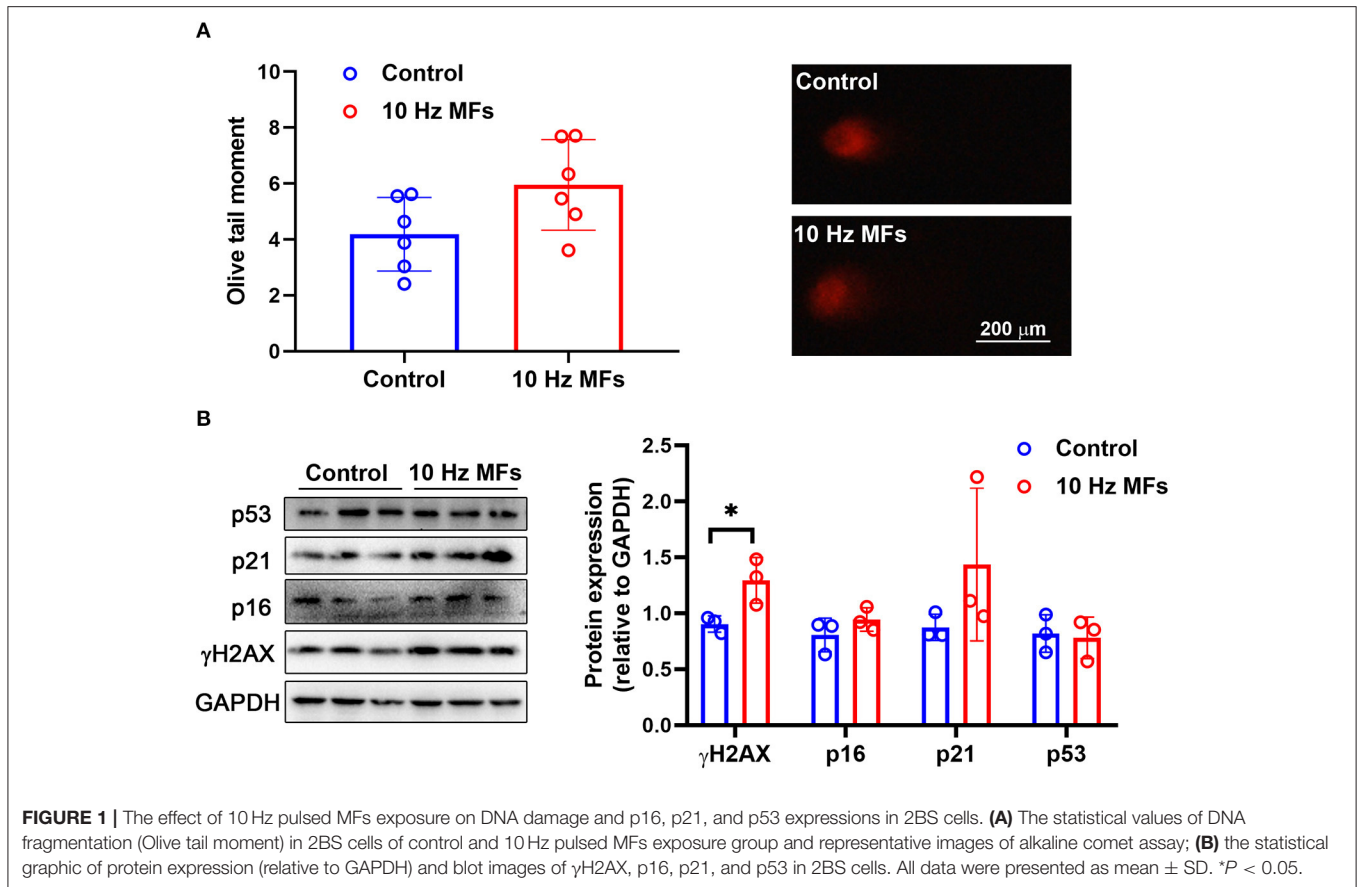 A
10
8
6
4
2
0
Olive tail moment
Control
10 Hz MFs
Control
10 Hz MFs
Control
10 Hz MFs
200 μm
B
Control
10 Hz MFs
p53
p21
p16
γH2AX
GAPDH
2.5
2.0
1.5
1.0
0.5
0.0
Protein expression
(relative to GAPDH)
Control
10 Hz MFs
*
γH2AX
p16
p21
p53
FIGURE 1 | The effect of 10 Hz pulsed MFs exposure on DNA damage and p16, p21, and p53 expressions in 2BS cells. (A) The statistical values of DNA
fragmentation (Olive tail moment) in 2BS cells of control and 10 Hz pulsed MFs exposure group and representative images of alkaline comet assay; (B) the statistical
graphic of protein expression (relative to GAPDH) and blot images of γH2AX, p16, p21, and p53 in 2BS cells. All data were presented as mean ± SD. *P < 0.05.